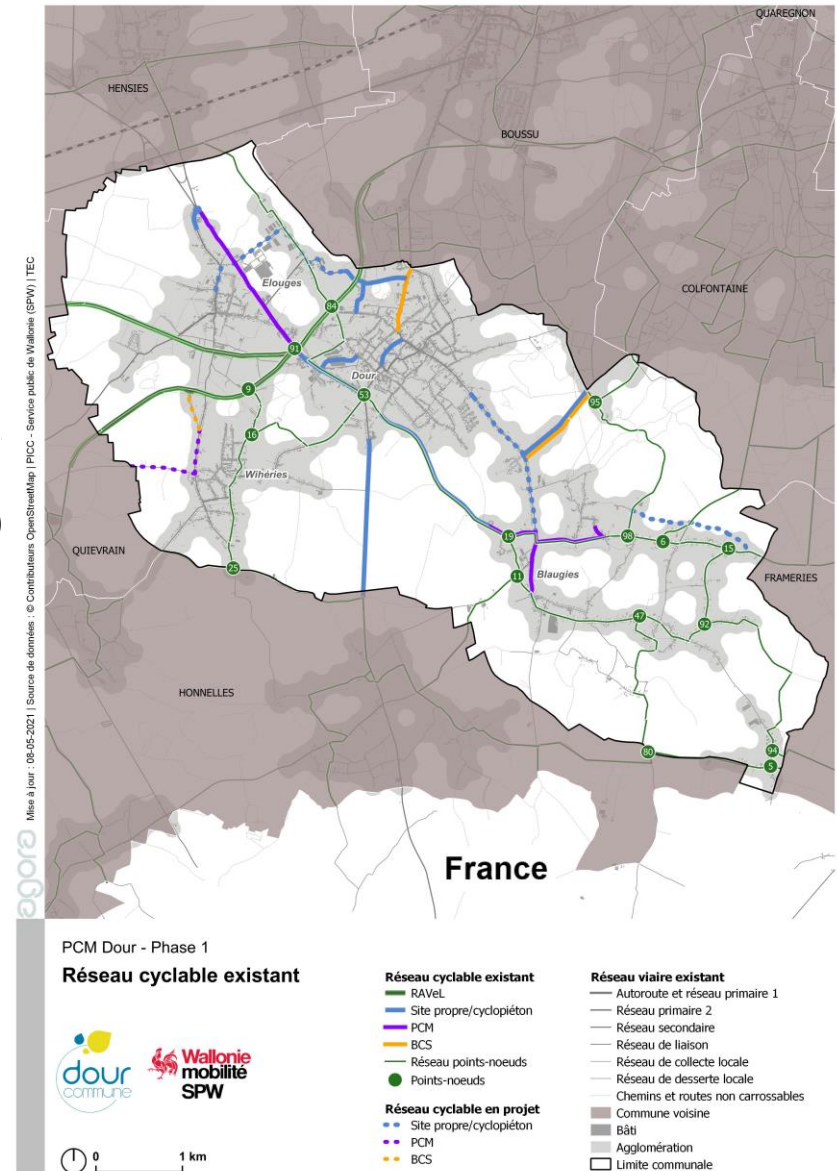 QUAREGNON
HENSIES
BOUSSU
COLFONTAINE
Elouges
84
91
Dour
9
53
95
16
Wihéries
QUIEVRAIN
19
98
6
15
25
11
Blaugies
FRAMERIES
47
92
HONNELLES
80
94
5
France
Mise à jour : 08-05-2021 | Source de données : © Contributeurs OpenStreetMap | PICC - Service public de Wallonie (SPW) | TEC
agora
PCM Dour - Phase 1
Réseau cyclable existant
dour
commune
Wallonie
mobilité
SPW
0 1 km
Réseau cyclable existant
RAVeL
Site propre/cyclopiéton
PCM
BCS
Réseau points-noeuds
Points-noeuds
Réseau cyclable en projet
Site propre/cyclopiéton
PCM
BCS
Réseau viaire existant
Autoroute et réseau primaire 1
Réseau primaire 2
Réseau secondaire
Réseau de liaison
Réseau de collecte locale
Réseau de desserte locale
Chemins et routes non carrossables
Commune voisine
Bâti
Agglomération
Limite communale